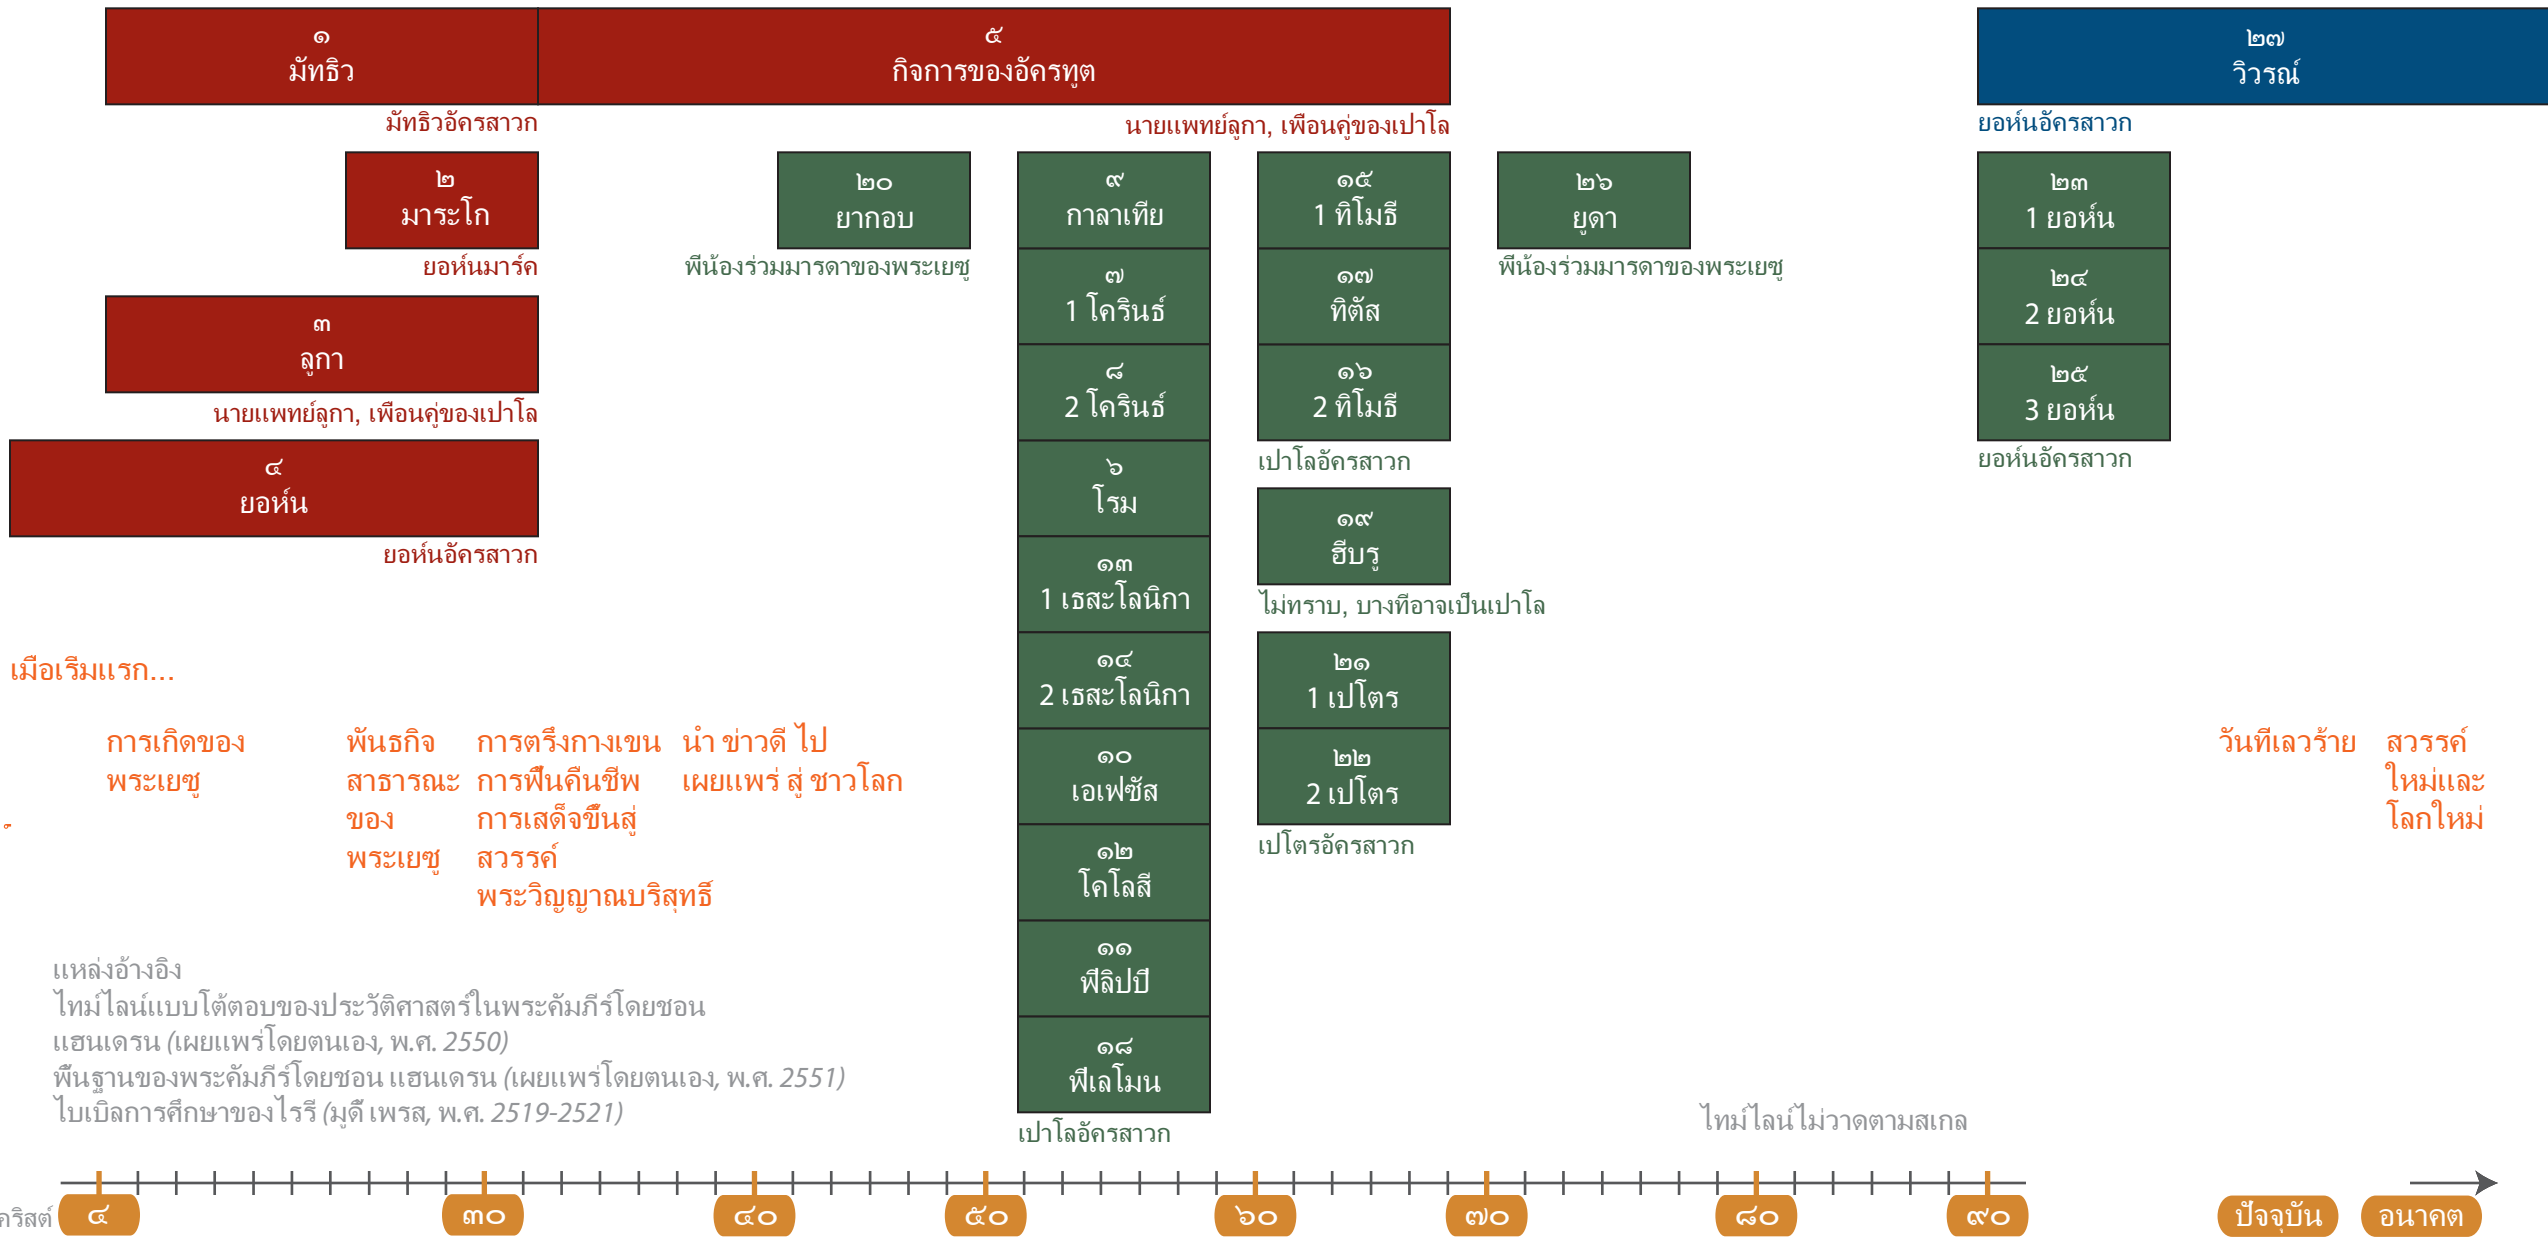 ๑
มัทธิว
มัทธิวอัครสาวก
๕
กิจการของอัครทูต
นายแพทย์ลูกา, เพื่อนคู่ของเปาโล
๒๗
วิวรณ์
ยอห์นอัครสาวก
๒
มาระโก
ยอห์นมาร์ค
๓
ลูกา
นายแพทย์ลูกา, เพื่อนคู่ของเปาโล
๔
ยอห์น
ยอห์นอัครสาวก
๒๐
ยากอบ
พี่น้องร่วมมารดาของพระเยซู
๙
กาลาเทีย
๗
1 โครินธ์
๘
2 โครินธ์
๖
โรม
๑๓
1 เธสะโลนิกา
๑๔
2 เธสะโลนิกา
๑๐
เอเฟซัส
๑๒
โคโลสี
๑๑
ฟีลิปปี
๑๘
ฟีเลโมน
เปาโลอัครสาวก
๑๕
1 ทิโมธี
๑๗
ทิตัส
๑๖
2 ทิโมธี
เปาโลอัครสาวก
๑๙
ฮีบรู
ไม่ทราบ, บางทีอาจเป็นเปาโล
๒๑
1 เปโตร
๒๒
2 เปโตร
เปโตรอัครสาวก
๒๖
ยูดา
พี่น้องร่วมมารดาของพระเยซู
๒๓
1 ยอห์น
๒๔
2 ยอห์น
๒๕
3 ยอห์น
ยอห์นอัครสาวก
เมื่อเริ่มแรก...
การเกิดของ
พระเยซู
พันธกิจ
สาธารณะ
ของ
พระเยซู
การตรึงกางเขน
การฟื้นคืนชีพ
การเสด็จขึ้นสู่
สวรรค์
พระวิญญาณบริสุทธิ์
นำ ข่าวดี ไป
เผยแพร่ สู่ ชาวโลก
วันที่เลวร้าย
สวรรค์
ใหม่และ
โลกใหม่
แหล่งอ้างอิง
ไทม์ไลน์แบบโต้ตอบของประวัติศาสตร์ในพระคัมภีร์โดยชอน
แฮนเดรน (เผยแพร่โดยตนเอง, พ.ศ. 2550)
พื้นฐานของพระคัมภีร์โดยชอน แฮนเดรน (เผยแพร่โดยตนเอง, พ.ศ. 2551)
ไบเบิลการศึกษาของไรรี (มูดี้ เพรส, พ.ศ. 2519-2521)
ไทม์ไลน์ไม่วาดตามสเกล
คริสต์
๔
๓๐
๔๐
๕๐
๖๐
๗๐
๘๐
๙๐
ปัจจุบัน
อนาคต